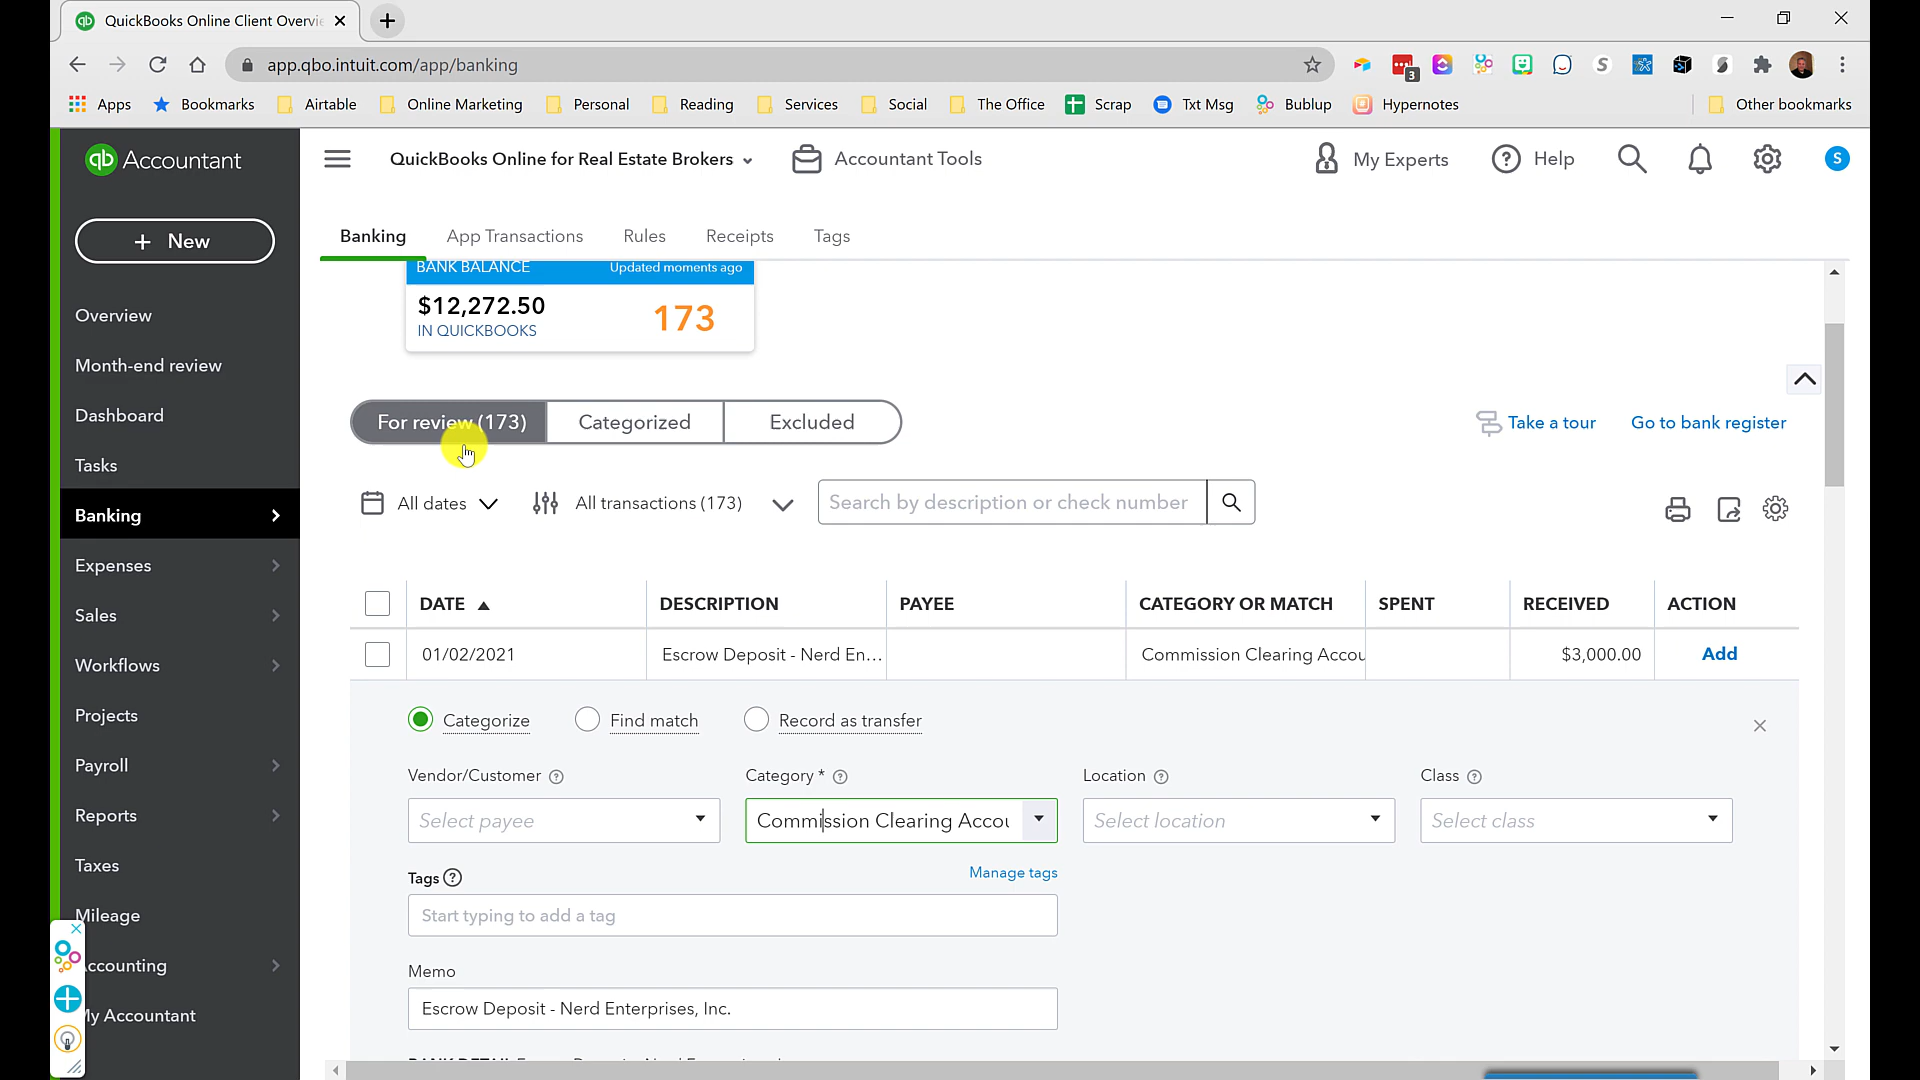 QuickBooks Online Client Overvi
app.qbo.intuit.com/app/banking
3
Apps Bookmarks Airtable Online Marketing Personal Reading Services Social The Office Scrap Txt Msg Bublup Hypernotes Other bookmarks
qb Accountant
QuickBooks Online for Real Estate Brokers Accountant Tools My Experts Help S
+ New
Banking App Transactions Rules Receipts Tags
BANK BALANCE Updated moments ago
$12,272.50
IN QUICKBOOKS
173
Overview
Month-end review
Dashboard
Tasks
Banking
Expenses
Sales
Workflows
Projects
Payroll
Reports
Taxes
Mileage
ccounting
y Accountant
For review (173) Categorized Excluded Take a tour Go to bank register
All dates All transactions (173) Search by description or check number
DATE DESCRIPTION PAYEE CATEGORY OR MATCH SPENT RECEIVED ACTION
01/02/2021 Escrow Deposit - Nerd En... Commission Clearing Accou $3,000.00 Add
Categorize Find match Record as transfer
Vendor/Customer Category * Location Class
Select payee Commission Clearing Accou Select location Select class
Tags Manage tags
Start typing to add a tag
Memo
Escrow Deposit - Nerd Enterprises, Inc.